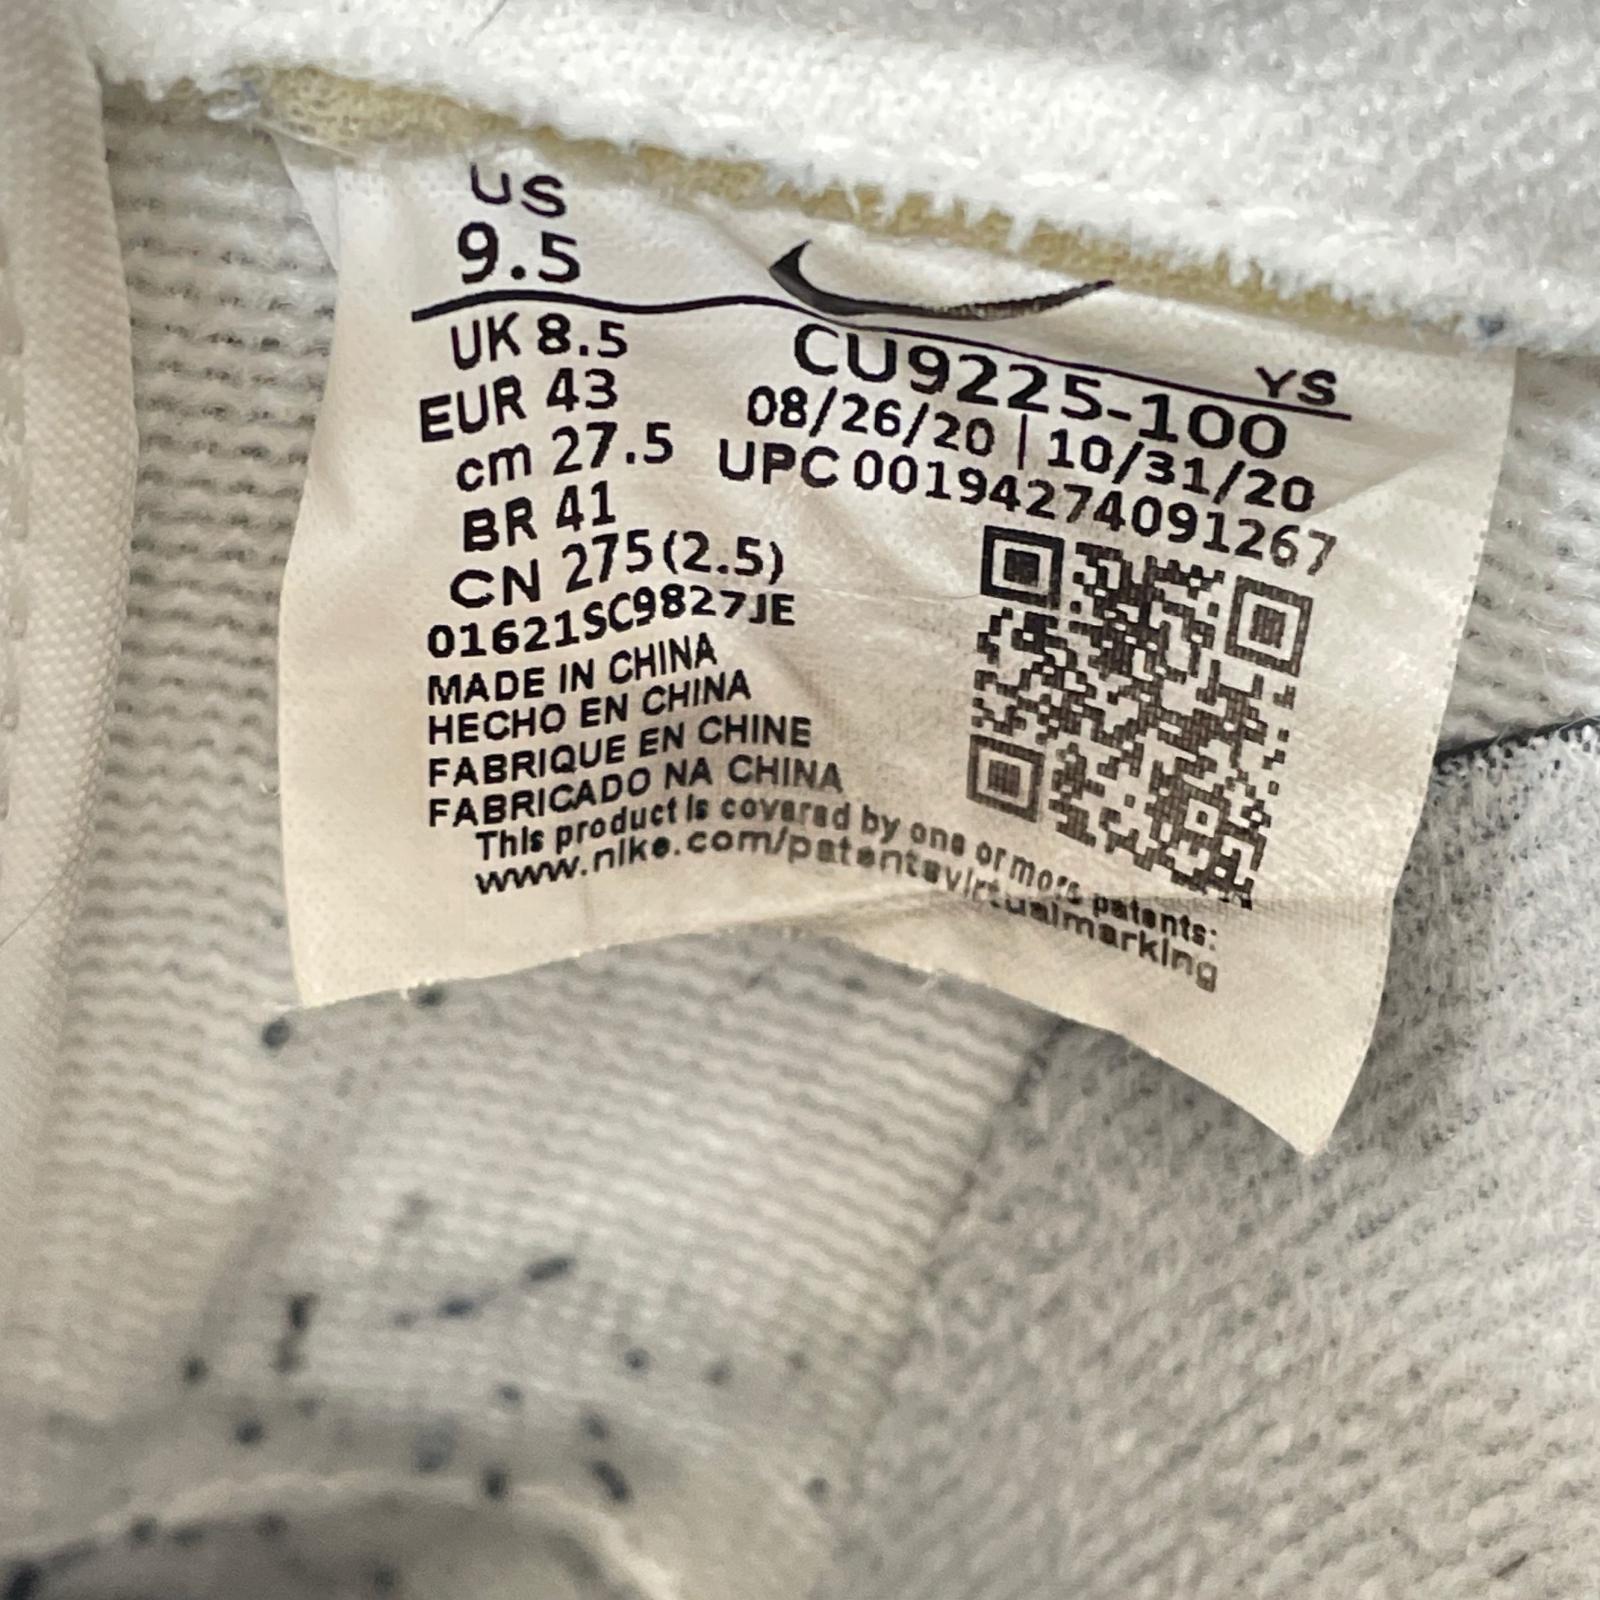 US
9.5
UK 8.5
EUR 43
cm 27.5
BR 41
CN 275(2.5)
01621SC9827JE
YS
CU9225-100
08/26/20 | 10/31/20
UPC 00194274091267
MADE IN CHINA
HECHO EN CHINA
FABRIQUE EN CHINE
FABRICADO NA CHINA
This product is covered by one or more patents:
www.nike.com/patentsvirtualmarking